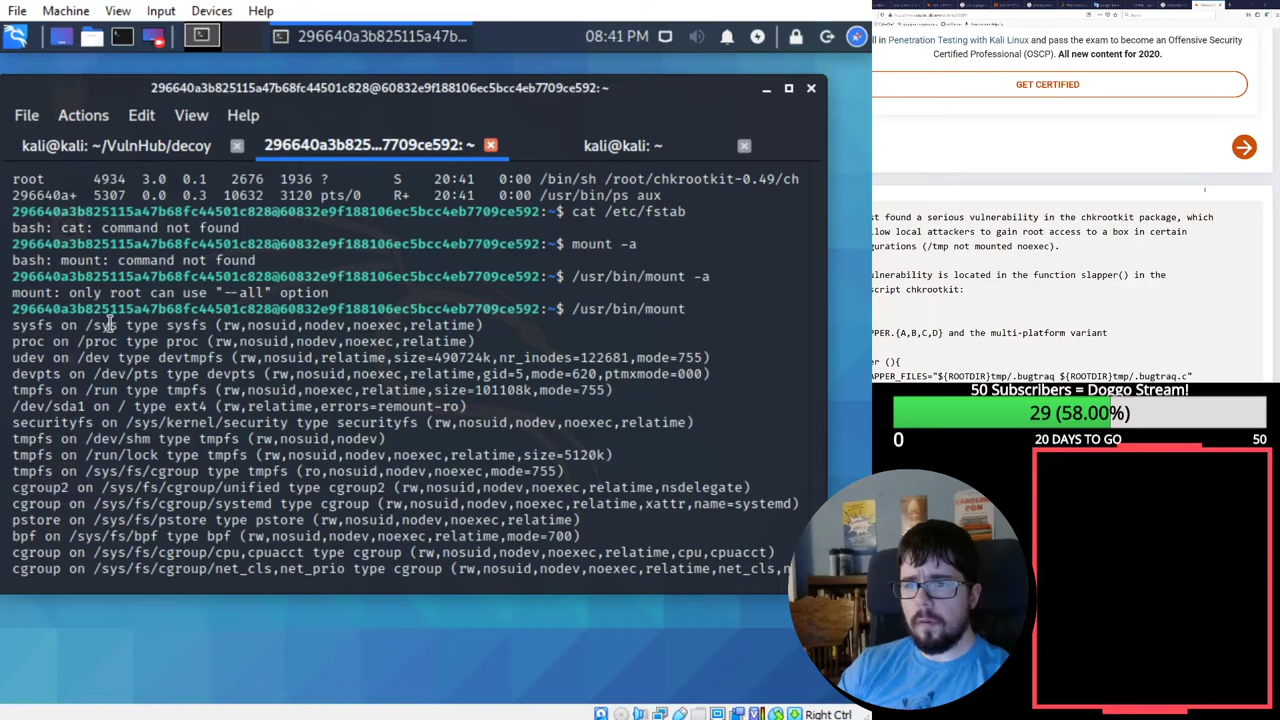 File
Machine
View
Input
Devices
Help
08:43 PM
296640a3b825115a47b68fc44501c828@60832e9f188106ec5bcc4eb7709ce592:~
File Actions Edit View Help
kali@kali: ~/VulnHub/decoy
296640a3b825...7709ce592: ~
kali@kali: ~
root 4934 3.0 0.1 2676 1936 ? S 20:41 0:00 /bin/sh /root/chkrootkit-0.49/ch
296640a+ 5307 0.0 0.2 7640 2708 pts/0 R+ 20:41 0:00 /usr/bin/ps aux
296640a3b825115a47b68fc44501c828@60832e9f188106ec5bcc4eb7709ce592:~$ cat /etc/fstab
bash: cat: command not found
296640a3b825115a47b68fc44501c828@60832e9f188106ec5bcc4eb7709ce592:~$ mount -a
bash: mount: command not found
296640a3b825115a47b68fc44501c828@60832e9f188106ec5bcc4eb7709ce592:~$ /usr/bin/mount -a
mount: only root can use "--all" option
296640a3b825115a47b68fc44501c828@60832e9f188106ec5bcc4eb7709ce592:~$ /usr/bin/mount
sysfs on /sys type sysfs (rw,nosuid,nodev,noexec,relatime)
proc on /proc type proc (rw,nosuid,nodev,noexec,relatime)
udev on /dev type devtmpfs (rw,nosuid,relatime,size=490724k,nr_inodes=122681,mode=755)
devpts on /dev/pts type devpts (rw,nosuid,noexec,relatime,gid=5,mode=620,ptmxmode=000)
/dev/sda1 on / type ext4 (rw,relatime,errors=remount-ro)
securityfs on /sys/kernel/security type securityfs (rw,nosuid,nodev,noexec,relatime)
tmpfs on /dev/shm type tmpfs (rw,nosuid,nodev)
tmpfs on /run/lock type tmpfs (rw,nosuid,nodev,noexec,relatime,size=5120k)
tmpfs on /sys/fs/cgroup type tmpfs (ro,nosuid,nodev,noexec,mode=755)
cgroup2 on /sys/fs/cgroup/unified type cgroup2 (rw,nosuid,nodev,noexec,relatime,nsdelegate)
cgroup on /sys/fs/cgroup/systemd type cgroup (rw,nosuid,nodev,noexec,relatime,xattr,name=systemd)
pstore on /sys/fs/pstore type pstore (rw,nosuid,nodev,noexec,relatime)
bpf on /sys/fs/bpf type bpf (rw,nosuid,nodev,noexec,relatime,mode=700)
cgroup on /sys/fs/cgroup/cpu,cpuacct type cgroup (rw,nosuid,nodev,noexec,relatime,cpu,cpuacct)
cgroup on /sys/fs/cgroup/net_cls,net_prio type cgroup (rw,nosuid,nodev,noexec,relatime,net_cls,n
Right Ctrl
ll in Penetration Testing with Kali Linux and pass the exam to become an Offensive Security
Certified Professional (OSCP). All new content for 2020.
GET CERTIFIED
st found a serious vulnerability in the chkrootkit package, which
llow local attackers to gain root access to a box in certain
gurations (/tmp not mounted noexec).
ulnerability is located in the function slapper() in the
script chkrootkit:
PPER.{A,B,C,D} and the multi-platform variant
er (){
APPER_FILES="${ROOTDIR}tmp/.bugtraq ${ROOTDIR}tmp/.bugtraq.c"
50 Subscribers = Doggo Stream!
29 (58.00%)
0
20 DAYS TO GO
50